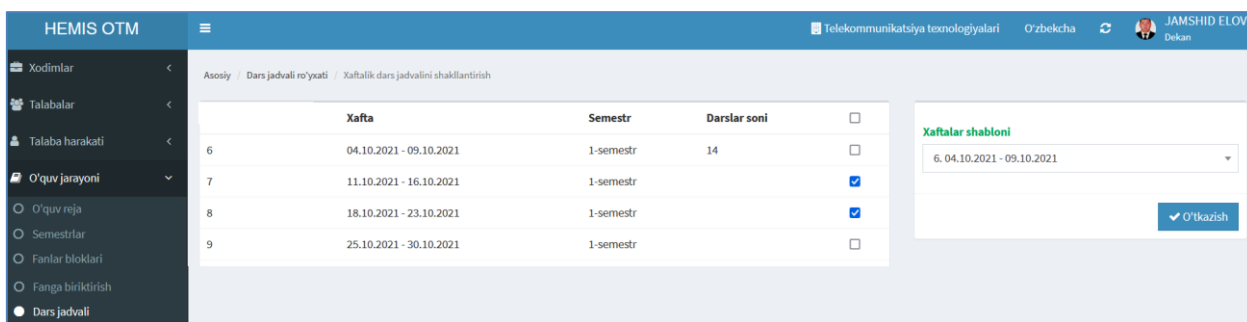 HEMIS OTM
Telekommunikatsiya texnologiyalari O'zbekcha JAMSHID ELOV
Dekan
Xodimlar
Talabalar
Talaba harakati
O'quv jarayoni
O'quv reja
Semestrlar
Fanlar bloklari
Fanga biriktirish
Dars jadvali
Asosiy / Dars jadvali ro'yxati / Xaftalik dars jadvalini shakllantirish
Xafta Semestr Darslar soni
6 04.10.2021 - 09.10.2021 1-semestr 14
7 11.10.2021 - 16.10.2021 1-semestr
8 18.10.2021 - 23.10.2021 1-semestr
9 25.10.2021 - 30.10.2021 1-semestr
Xaftalar shabloni
6. 04.10.2021 - 09.10.2021
O'tkazish